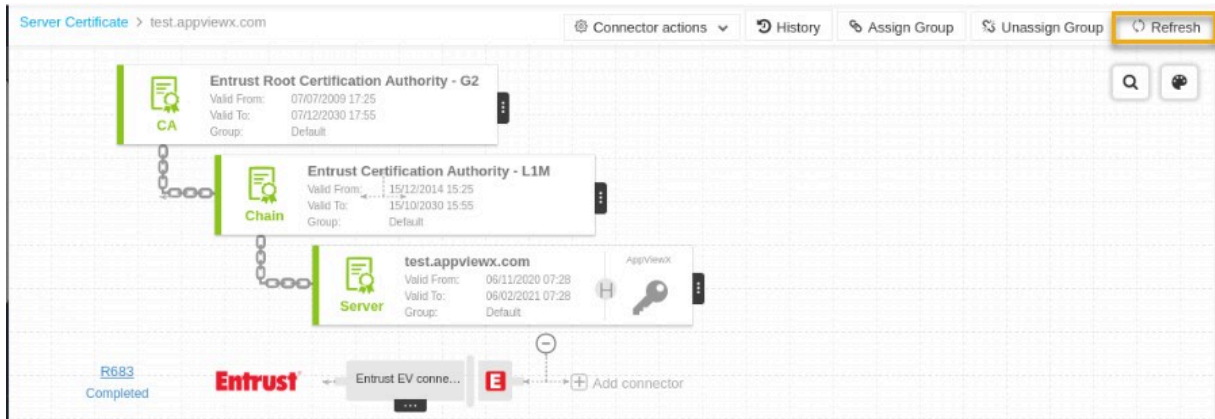 Server Certificate > test.appviewx.com
Connector actions
History
Assign Group
Unassign Group
Refresh
Entrust Root Certification Authority - G2
Valid From: 07/07/2009 17:25
Valid To: 07/12/2030 17:55
Group: Default
CA
Entrust Certification Authority - L1M
Valid From: 15/12/2014 15:25
Valid To: 15/10/2030 15:55
Group: Default
Chain
test.appviewx.com
Valid From: 06/11/2020 07:28
Valid To: 06/02/2021 07:28
Group: Default
Server
AppViewX
H
R683
Completed
Entrust
Entrust EV conne...
E
Add connector